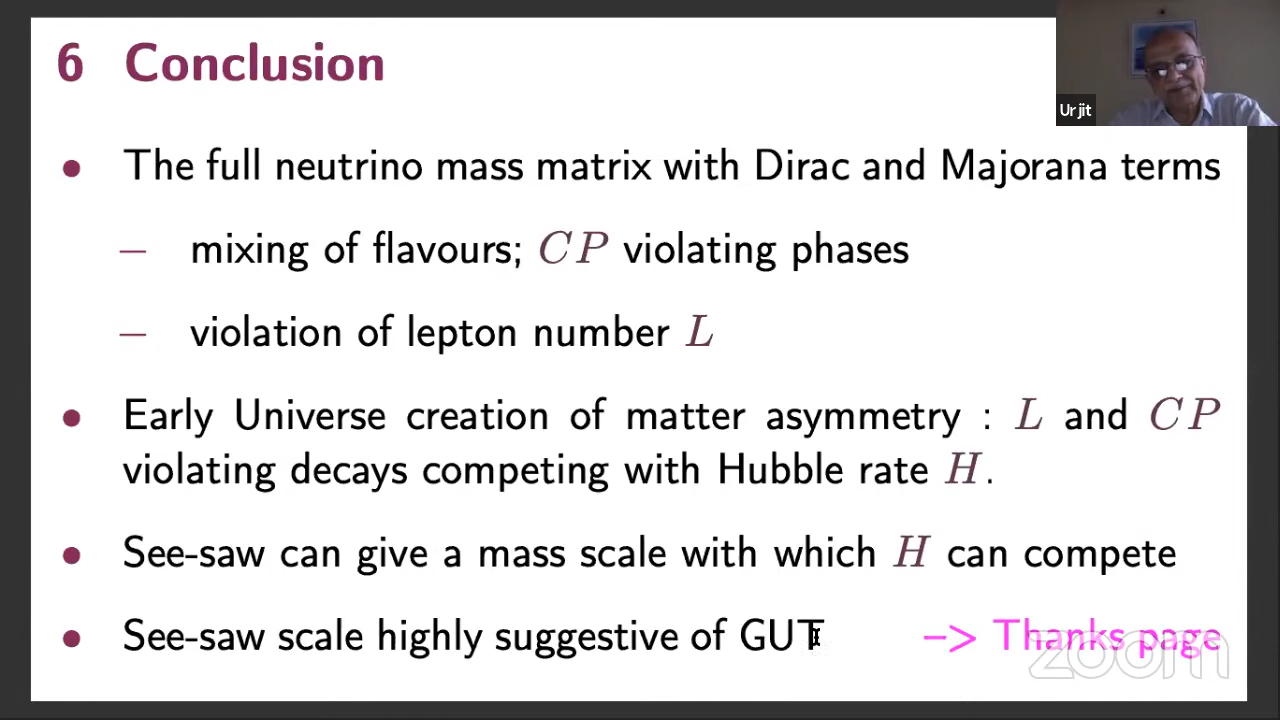 6 Conclusion
Urjit
• The full neutrino mass matrix with Dirac and Majorana terms
– mixing of flavours; CP violating phases
– violation of lepton number L
• Early Universe creation of matter asymmetry : L and CP
violating decays competing with Hubble rate H.
• See-saw can give a mass scale with which H can compete
• See-saw scale highly suggestive of GUT –> Thanks page
zoom